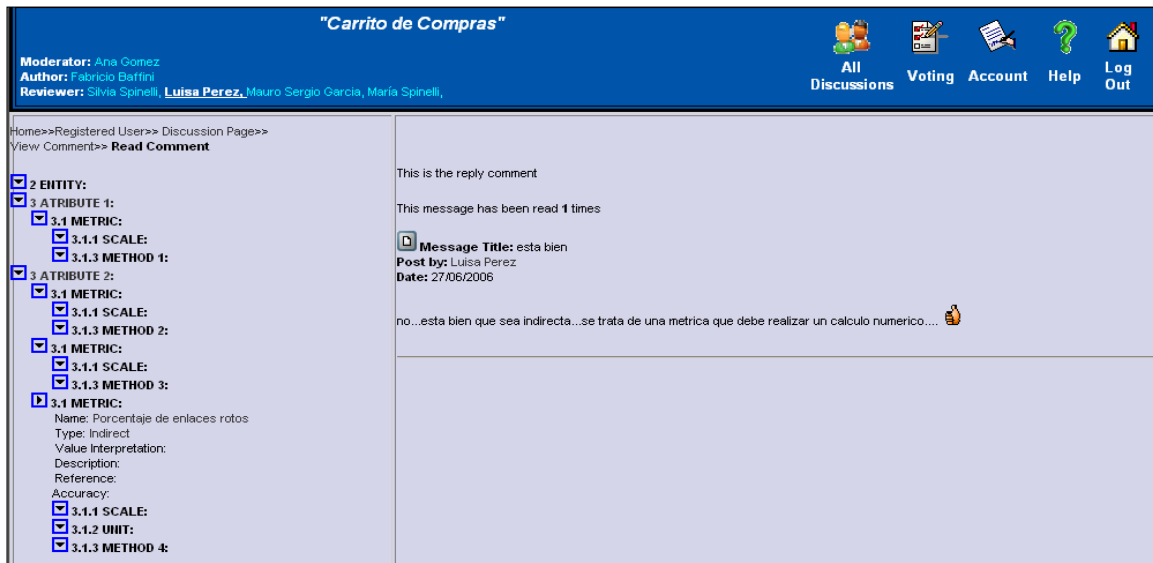 "Carrito de Compras"
Moderator: Ana Gomez
Author: Fabricio Baffini
Reviewer: Silvia Spinelli, Luisa Perez, Mauro Sergio Garcia, María Spinelli,
All Discussions
Voting
Account
Help
Log Out
Home>>Registered User>> Discussion Page>>
View Comment>> Read Comment
2 ENTITY:
3 ATRIBUTE 1:
3.1 METRIC:
3.1.1 SCALE:
3.1.3 METHOD 1:
3 ATRIBUTE 2:
3.1 METRIC:
3.1.1 SCALE:
3.1.3 METHOD 2:
3.1 METRIC:
3.1.1 SCALE:
3.1.3 METHOD 3:
3.1 METRIC:
Name: Porcentaje de enlaces rotos
Type: Indirect
Value Interpretation:
Description:
Reference:
Accuracy:
3.1.1 SCALE:
3.1.2 UNIT:
3.1.3 METHOD 4:
This is the reply comment
This message has been read 1 times
Message Title: esta bien
Post by: Luisa Perez
Date: 27/06/2006
no...esta bien que sea indirecta...se trata de una metrica que debe realizar un calculo numerico....